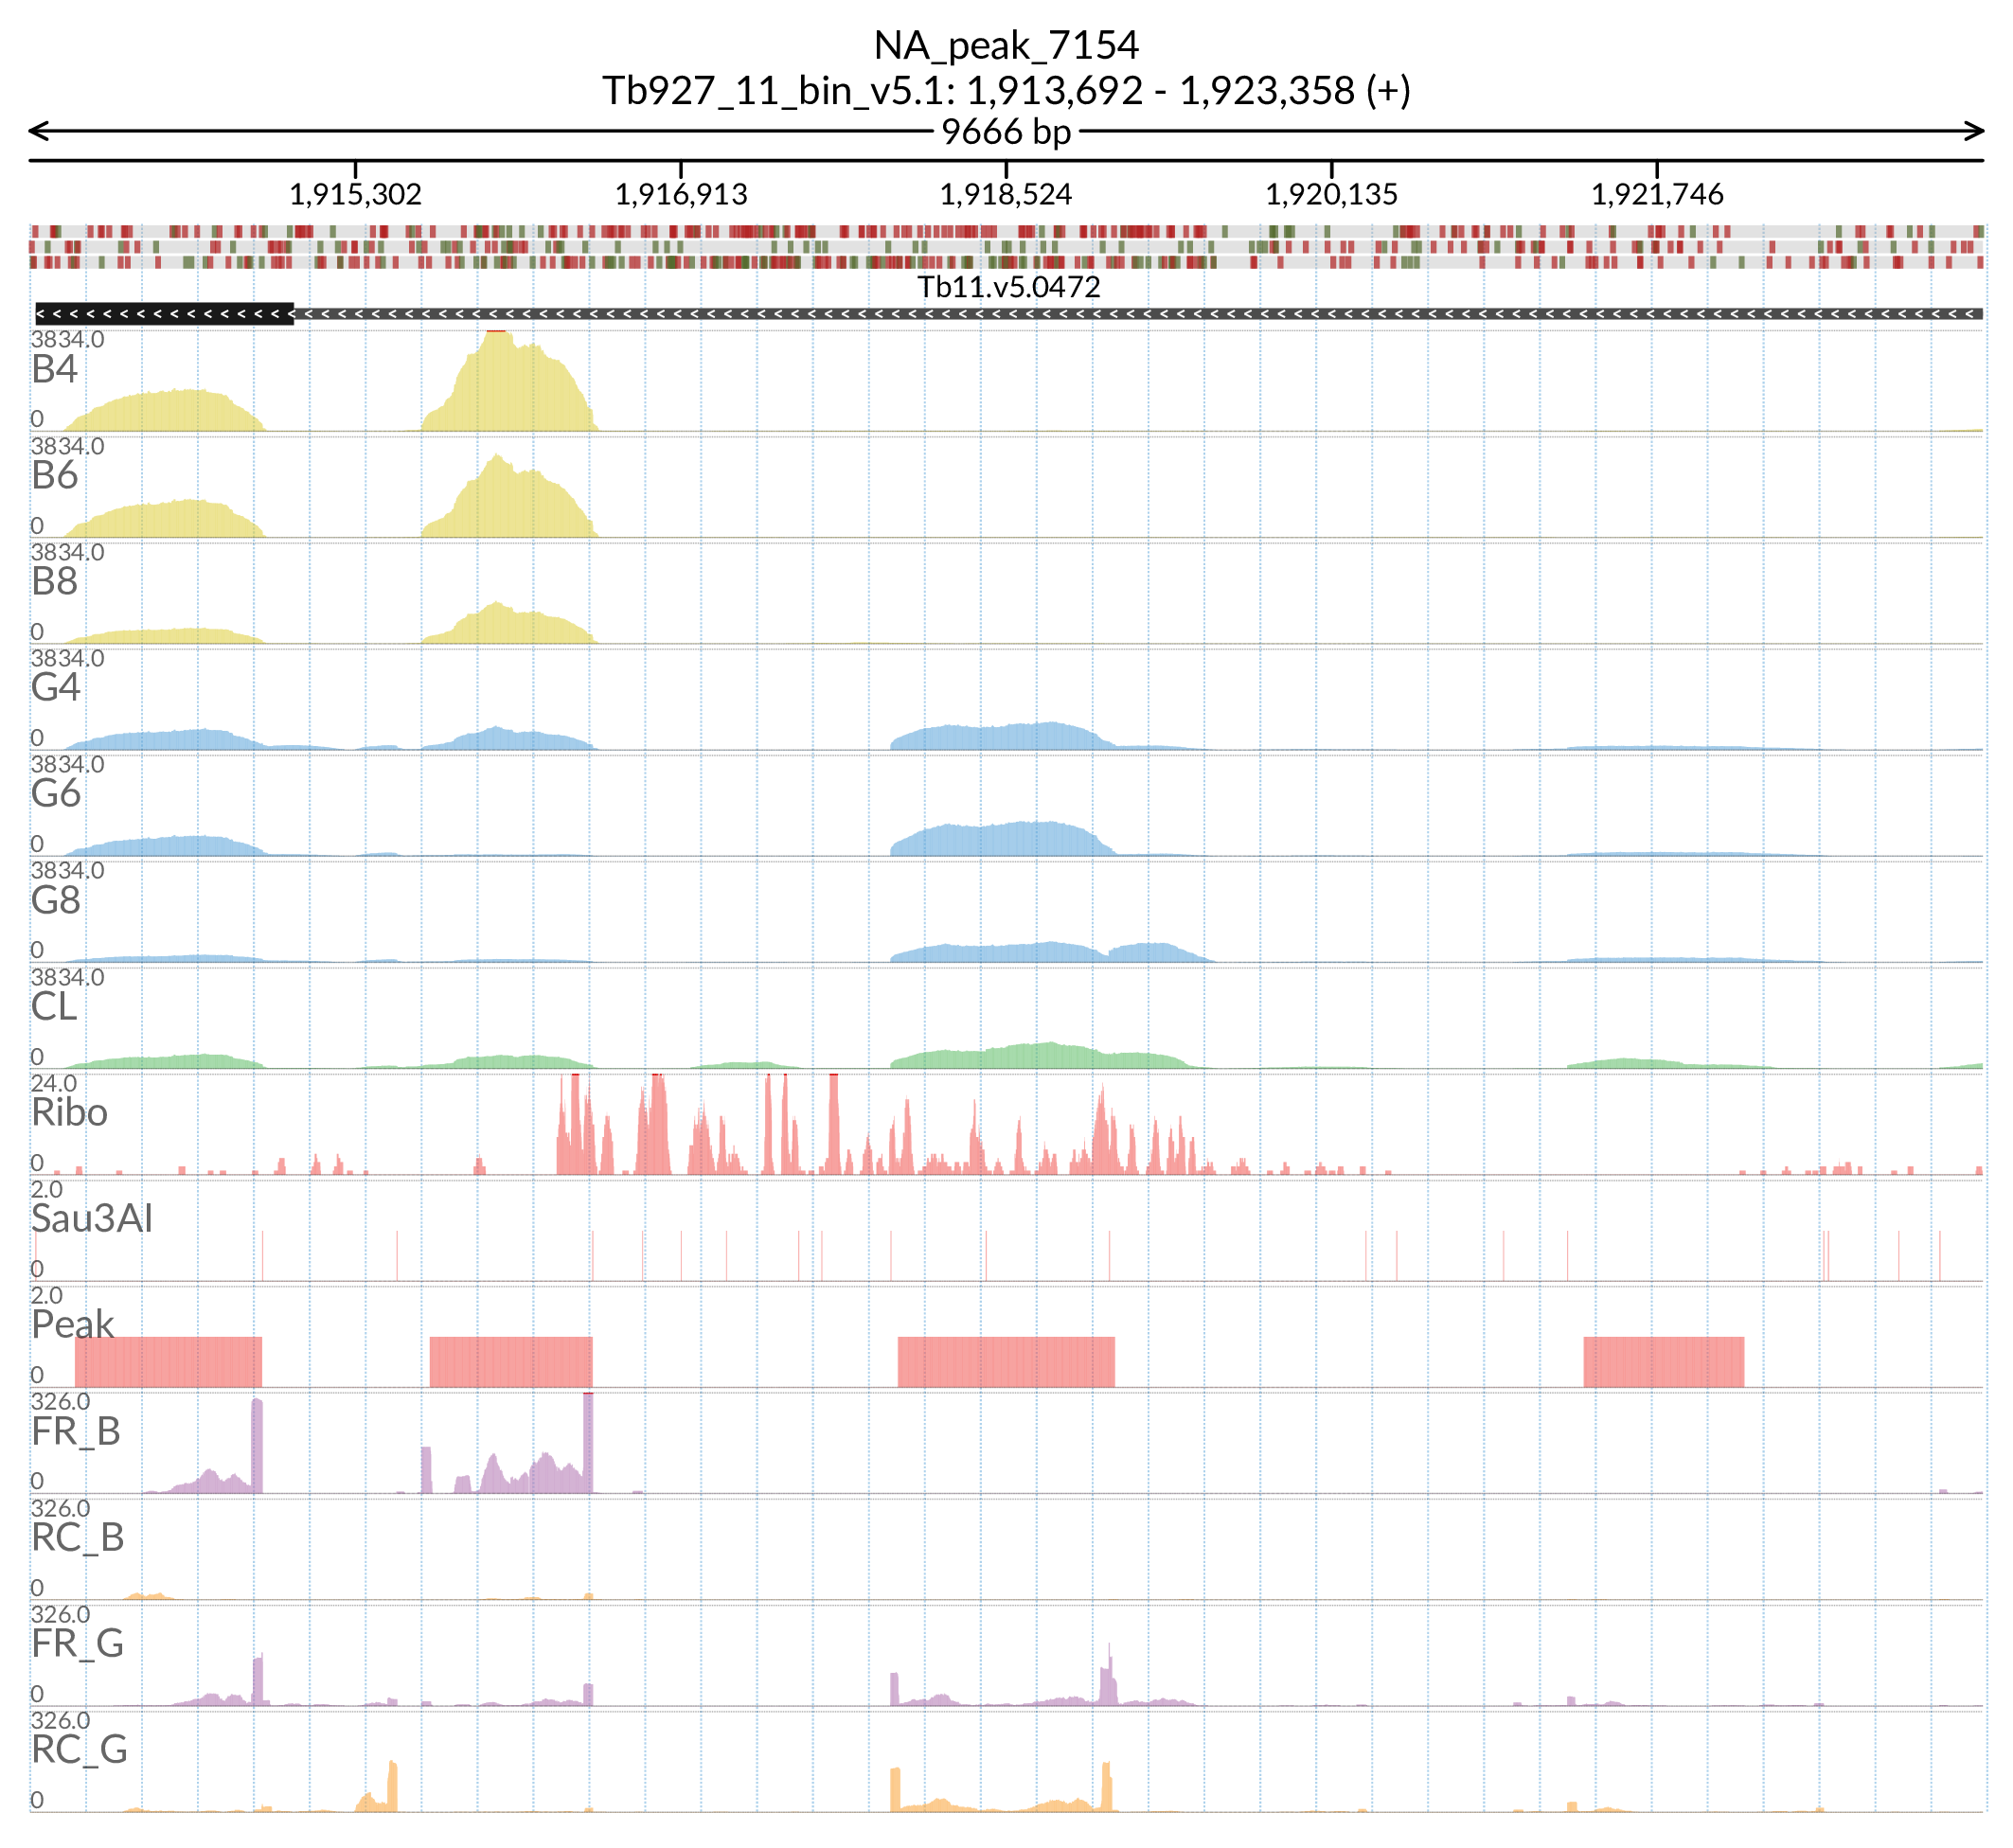 NA_peak_7154
Tb927_11_bin_v5.1: 1,913,692 - 1,923,358 (+)
9666 bp
1,915,302 1,916,913 1,918,524 1,920,135 1,921,746
Tb11.v5.0472
3834.0
B4
0
3834.0
B6
0
3834.0
B8
0
3834.0
G4
0
3834.0
G6
0
3834.0
G8
0
3834.0
CL
0
24.0
Ribo
0
2.0
Sau3AI
0
2.0
Peak
0
326.0
FR_B
0
326.0
RC_B
0
326.0
FR_G
0
326.0
RC_G
0